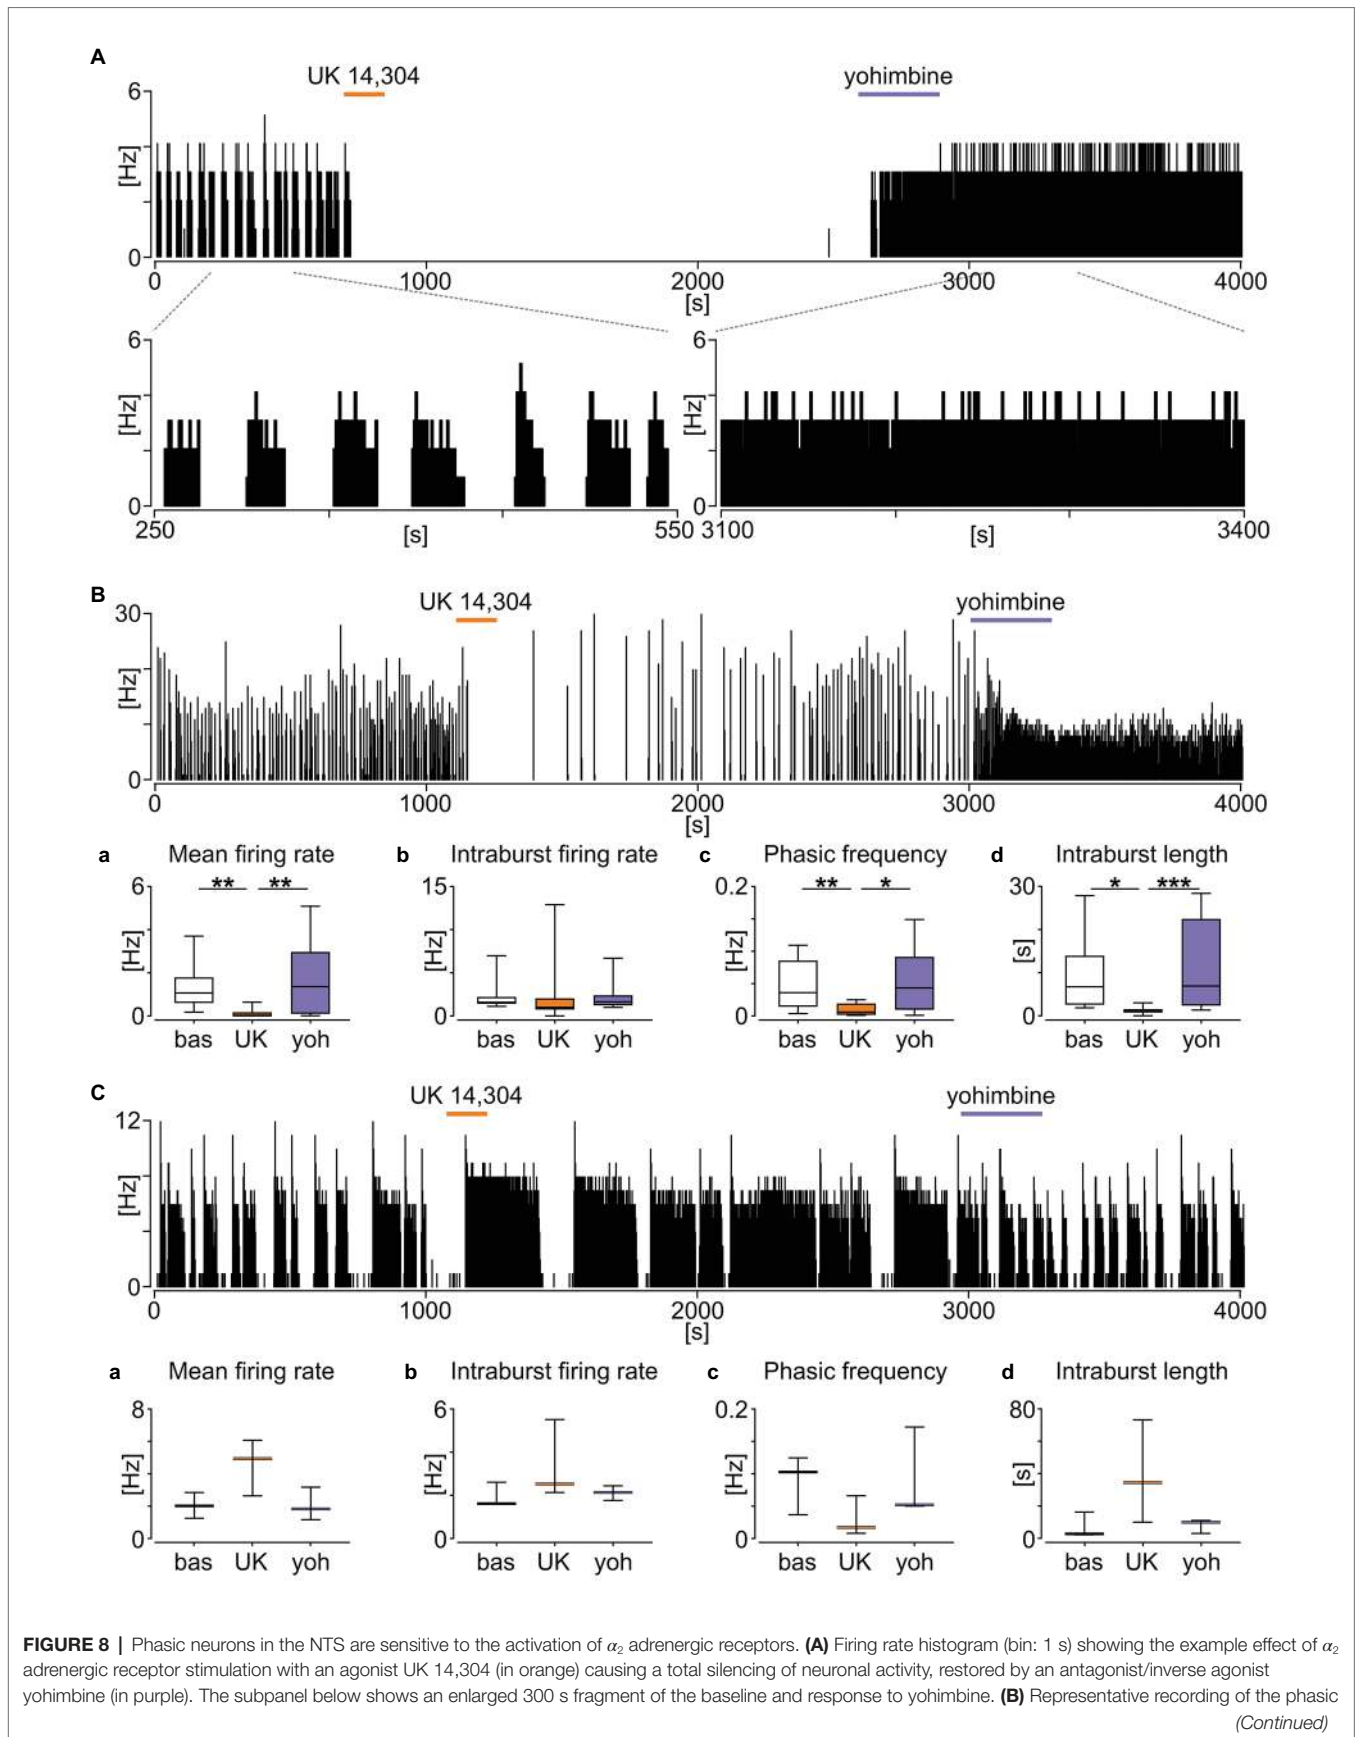 A
UK 14,304
yohimbine
6
[Hz]
0
0
1000
2000
3000
4000
[s]
6
[Hz]
0
250
[s]
550
6
[Hz]
0
3100
[s]
3400
B
UK 14,304
yohimbine
30
[Hz]
0
0
1000
2000
3000
4000
[s]
a
Mean firing rate
6
[Hz]
0
** **
bas UK yoh
b
Intraburst firing rate
15
[Hz]
0
bas UK yoh
c
Phasic frequency
0.2
[Hz]
0
** *
bas UK yoh
d
Intraburst length
30
[s]
0
* ***
bas UK yoh
C
UK 14,304
yohimbine
12
[Hz]
0
0
1000
2000
3000
4000
[s]
a
Mean firing rate
8
[Hz]
0
bas UK yoh
b
Intraburst firing rate
6
[Hz]
0
bas UK yoh
c
Phasic frequency
0.2
[Hz]
0
bas UK yoh
d
Intraburst length
80
[s]
0
bas UK yoh
FIGURE 8 | Phasic neurons in the NTS are sensitive to the activation of α₂ adrenergic receptors. (A) Firing rate histogram (bin: 1 s) showing the example effect of α₂
adrenergic receptor stimulation with an agonist UK 14,304 (in orange) causing a total silencing of neuronal activity, restored by an antagonist/inverse agonist
yohimbine (in purple). The subpanel below shows an enlarged 300 s fragment of the baseline and response to yohimbine. (B) Representative recording of the phasic
(Continued)